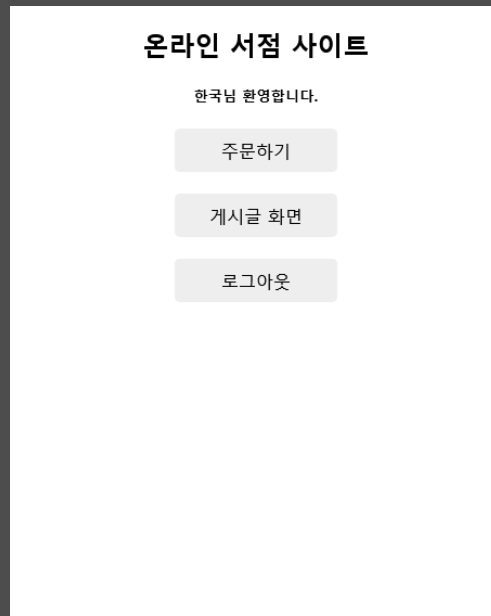 온라인 서점 사이트
한국님 환영합니다.
주문하기
게시글 화면
로그아웃